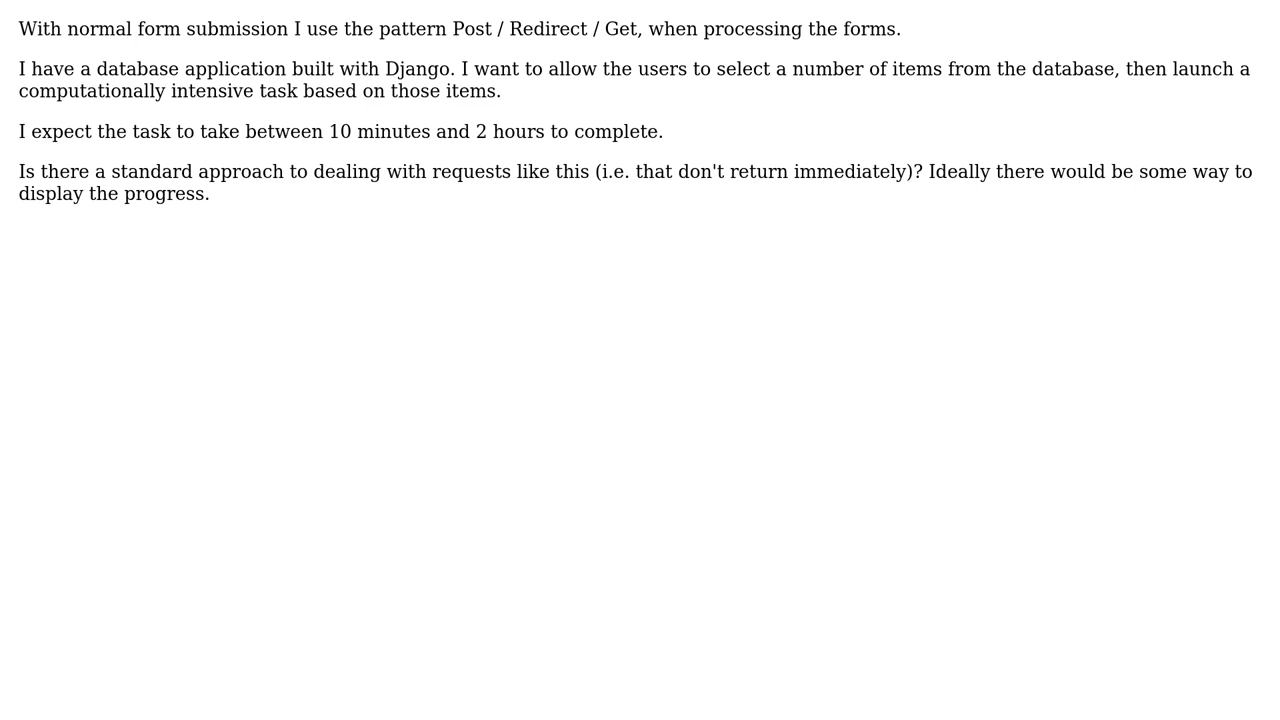 With normal form submission I use the pattern Post / Redirect / Get, when processing the forms.
I have a database application built with Django. I want to allow the users to select a number of items from the database, then launch a
computationally intensive task based on those items.
I expect the task to take between 10 minutes and 2 hours to complete.
Is there a standard approach to dealing with requests like this (i.e. that don't return immediately)? Ideally there would be some way to
display the progress.